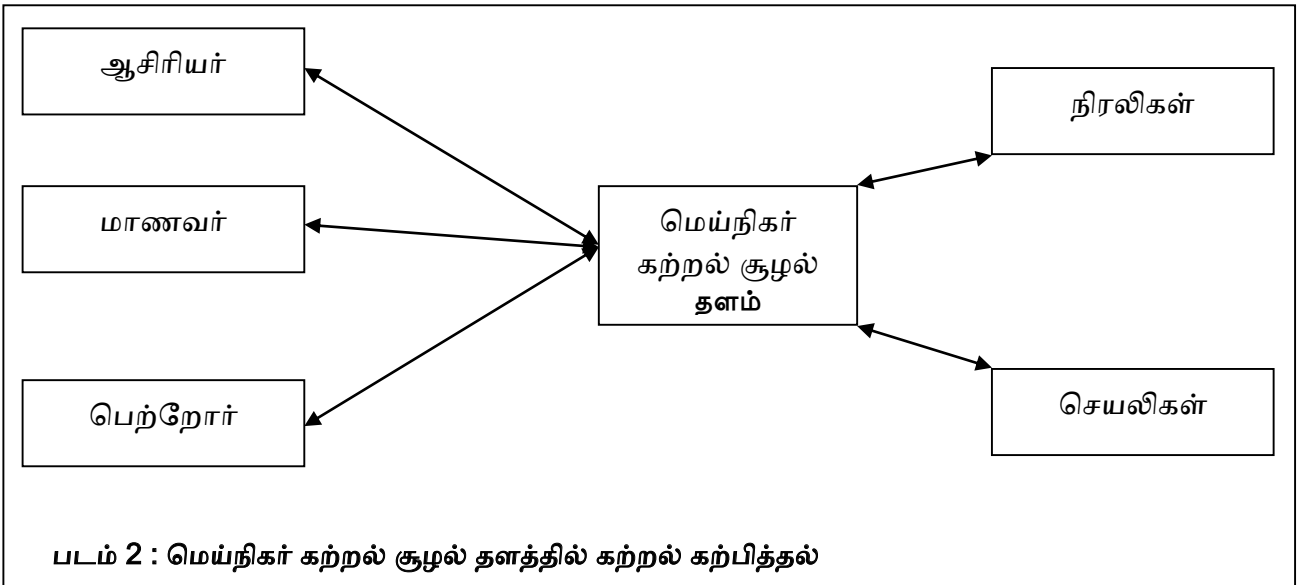 ஆசிரியர்
மாணவர்
பெற்றோர்
மெய்நிகர்
கற்றல் சூழல்
தளம்
நிரலிகள்
செயலிகள்
படம் 2 : மெய்நிகர் கற்றல் சூழல் தளத்தில் கற்றல் கற்பித்தல்